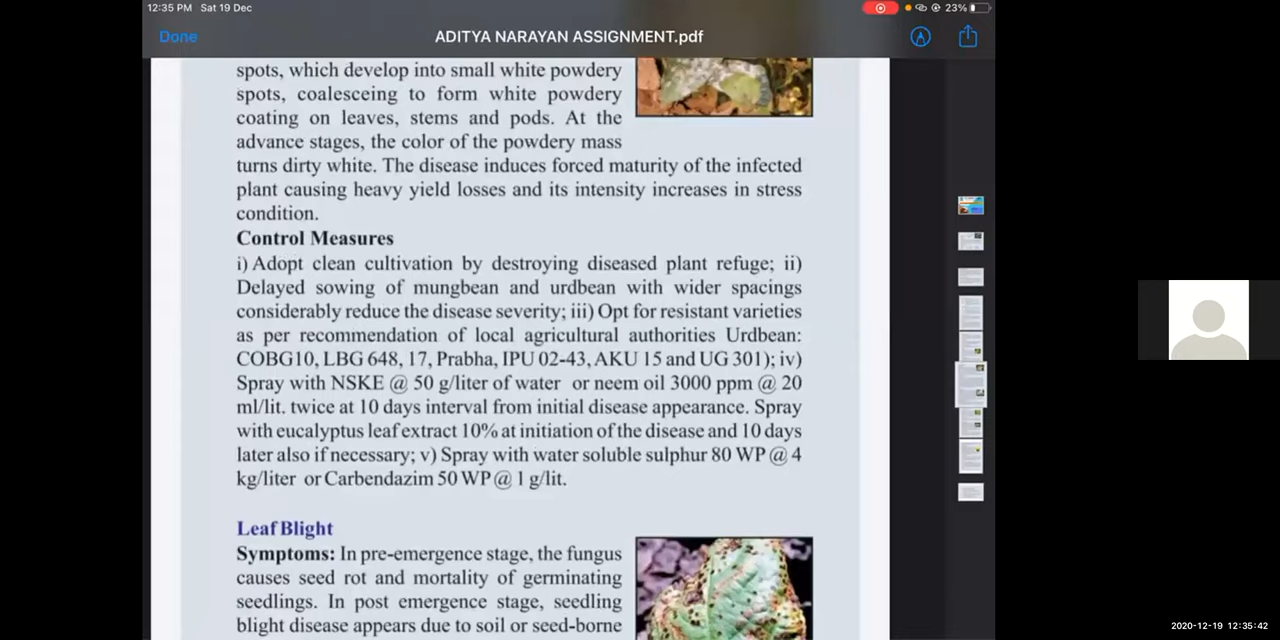 12:35 PM Sat 19 Dec
23%
Done
ADITYA NARAYAN ASSIGNMENT.pdf
spots, which develop into small white powdery
spots, coalesceing to form white powdery
coating on leaves, stems and pods. At the
advance stages, the color of the powdery mass
turns dirty white. The disease induces forced maturity of the infected
plant causing heavy yield losses and its intensity increases in stress
condition.
Control Measures
i) Adopt clean cultivation by destroying diseased plant refuge; ii)
Delayed sowing of mungbean and urdbean with wider spacings
considerably reduce the disease severity; iii) Opt for resistant varieties
as per recommendation of local agricultural authorities Urdbean:
COBG10, LBG 648, 17, Prabha, IPU 02-43, AKU 15 and UG 301); iv)
Spray with NSKE @ 50 g/liter of water or neem oil 3000 ppm @ 20
ml/lit. twice at 10 days interval from initial disease appearance. Spray
with eucalyptus leaf extract 10% at initiation of the disease and 10 days
later also if necessary; v) Spray with water soluble sulphur 80 WP @ 4
kg/liter or Carbendazim 50 WP @ 1 g/lit.
Leaf Blight
Symptoms: In pre-emergence stage, the fungus
causes seed rot and mortality of germinating
seedlings. In post emergence stage, seedling
blight disease appears due to soil or seed-borne
2020-12-19 12:35:42